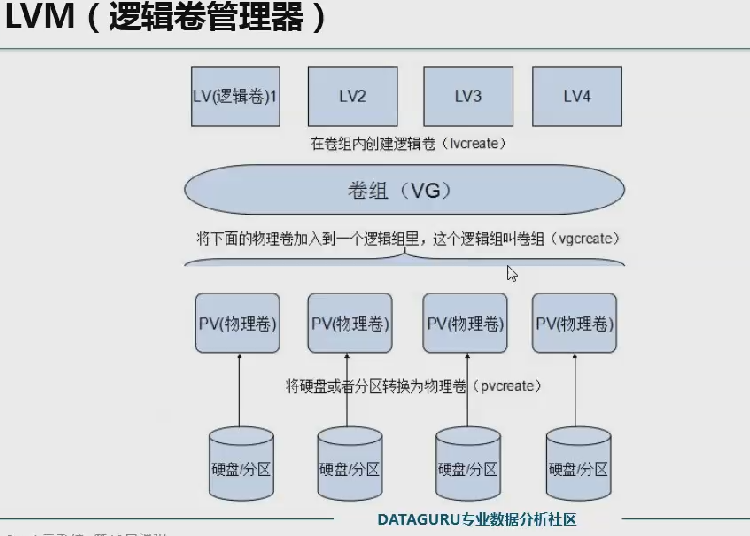 LVM（逻辑卷管理器）
LV(逻辑卷)1 LV2 LV3 LV4
在卷组内创建逻辑卷（lvcreate）
卷组（VG）
将下面的物理卷加入到一个逻辑组里，这个逻辑组叫卷组（vgcreate）
PV(物理卷) PV(物理卷) PV(物理卷) PV(物理卷)
将硬盘或者分区转换为物理卷（pvcreate）
硬盘/分区 硬盘/分区 硬盘/分区 硬盘/分区
DATAGURU专业数据分析社区